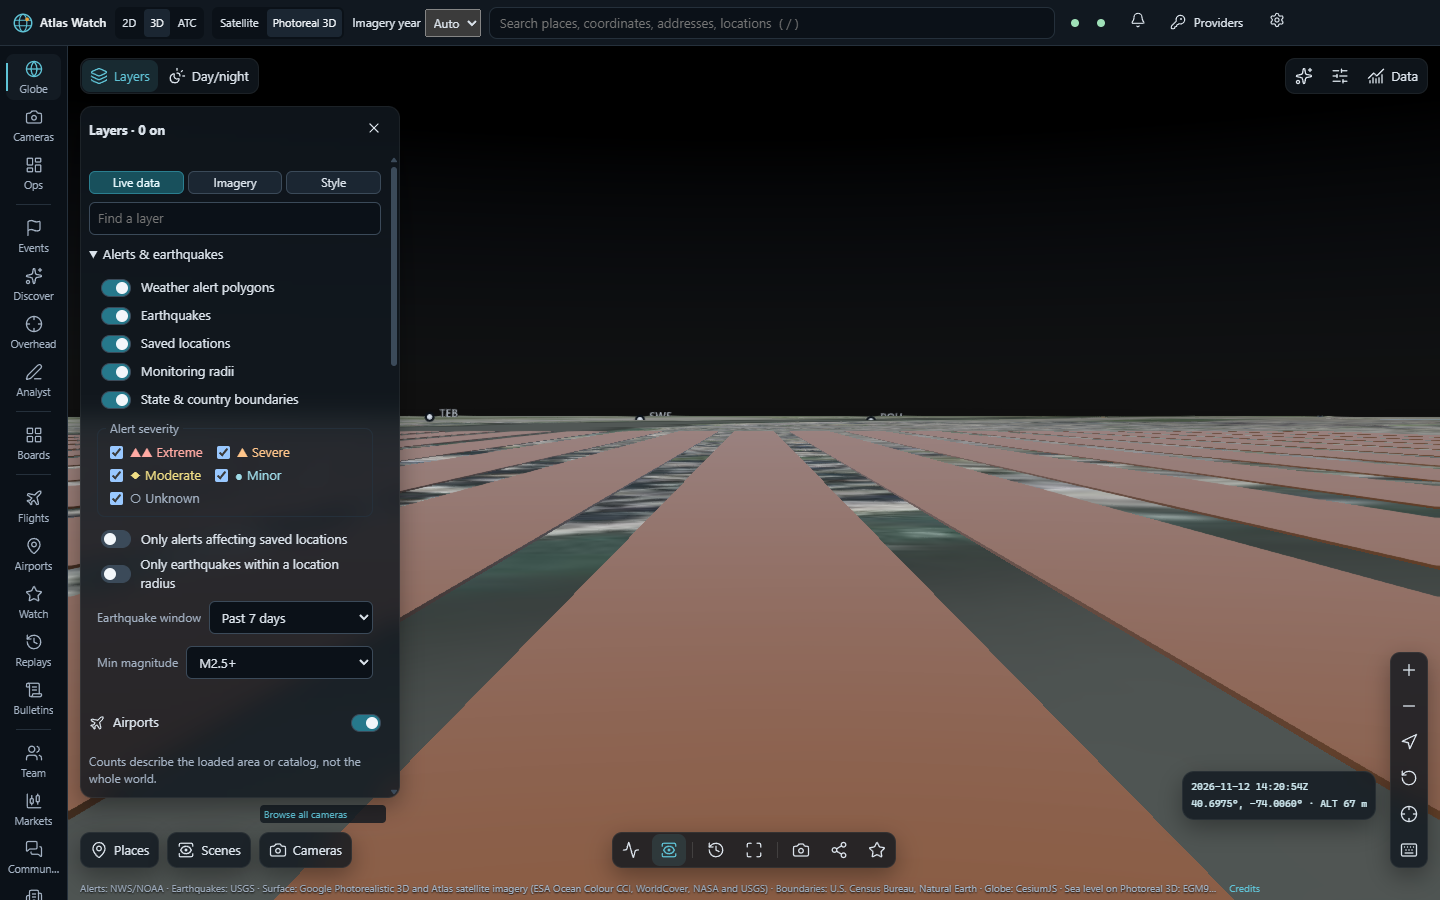 Atlas Watch 2D 3D ATC Satellite Photoreal 3D Imagery year Auto Search places, coordinates, addresses, locations ( / ) Providers
Globe
Cameras
Ops
Events
Discover
Overhead
Analyst
Boards
Flights
Airports
Watch
Replays
Bulletins
Team
Markets
Commun...
Layers Day/night
Data
Layers · 0 on
Live data Imagery Style
Find a layer
Alerts & earthquakes
Weather alert polygons
Earthquakes
Saved locations
Monitoring radii
State & country boundaries
Alert severity
Extreme Severe
Moderate Minor
Unknown
Only alerts affecting saved locations
Only earthquakes within a location
radius
Earthquake window Past 7 days
Min magnitude M2.5+
Airports
Counts describe the loaded area or catalog, not the
whole world.
Browse all cameras
Places Scenes Cameras
TEB
2026-11-12 14:20:54Z
40.6975°, -74.0060° · ALT 67 m
Alerts: NWS/NOAA · Earthquakes: USGS · Surface: Google Photorealistic 3D and Atlas satellite imagery (ESA Ocean Colour CCI, WorldCover, NASA and USGS) · Boundaries: U.S. Census Bureau, Natural Earth · Globe: CesiumJS · Sea level on Photoreal 3D: EGM9... Credits